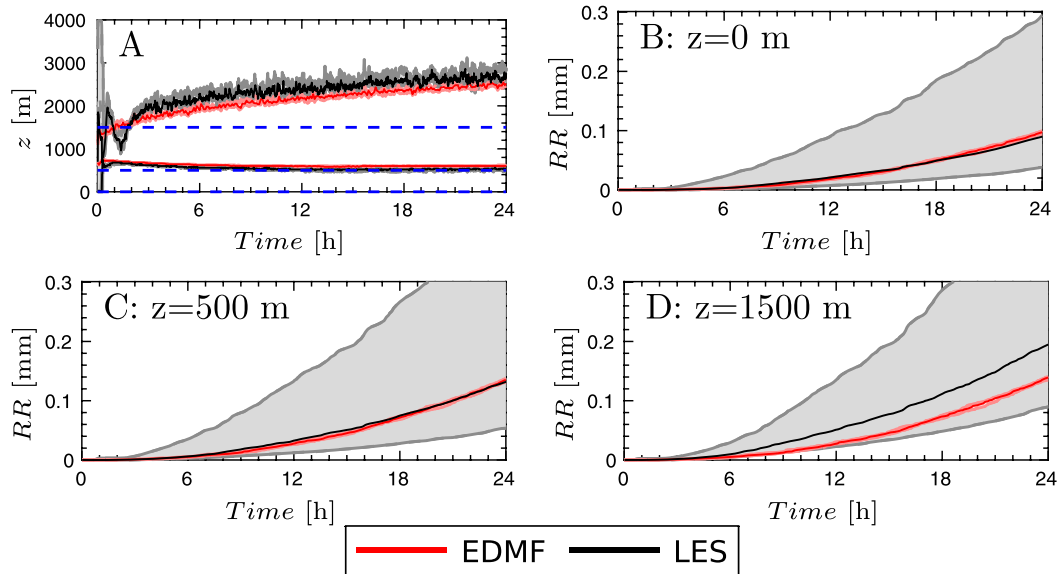 A
z [m]
4000
3000
2000
1000
0
0 6 12 18 24
Time [h]
B: z=0 m
RR [mm]
0.3
0.2
0.1
0
0 6 12 18 24
Time [h]
C: z=500 m
RR [mm]
0.3
0.2
0.1
0
0 6 12 18 24
Time [h]
D: z=1500 m
RR [mm]
0.3
0.2
0.1
0
0 6 12 18 24
Time [h]
EDMF LES